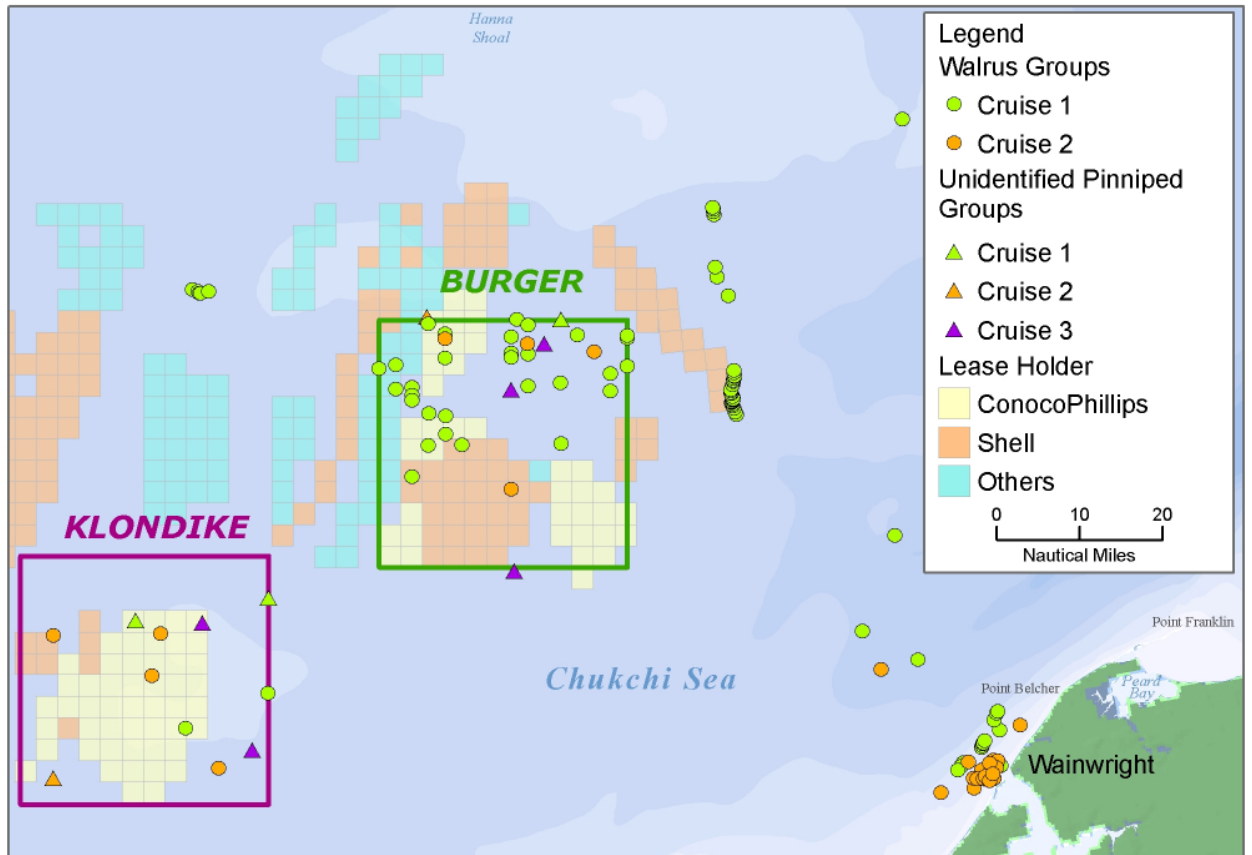 Hanna
Shoal
Legend
Walrus Groups
Cruise 1
Cruise 2
Unidentified Pinniped
Groups
Cruise 1
Cruise 2
Cruise 3
Lease Holder
ConocoPhillips
Shell
Others
0 10 20
Nautical Miles
BURGER
KLONDIKE
Chukchi Sea
Point Franklin
Peard
Bay
Point Belcher
Wainwright